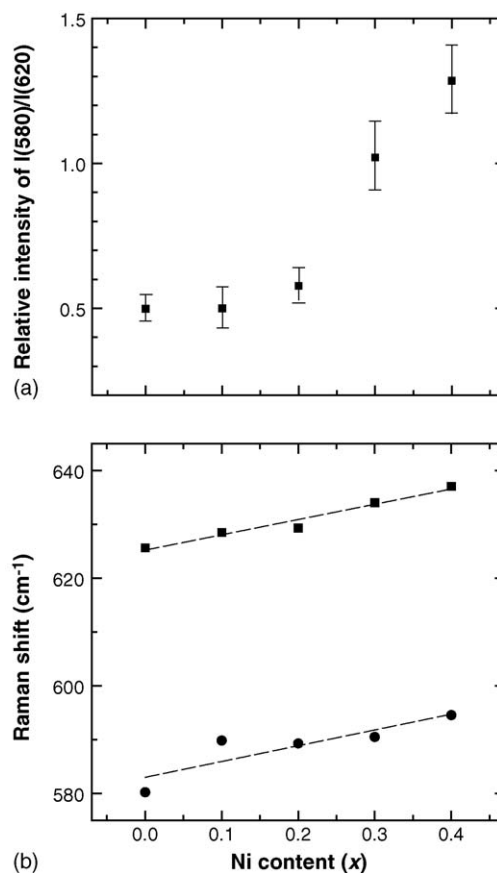 Relative intensity of I(580)/I(620)
1.5
1.0
0.5
(a)
Raman shift (cm⁻¹)
640
620
600
580
0.0 0.1 0.2 0.3 0.4
(b)
Ni content (x)